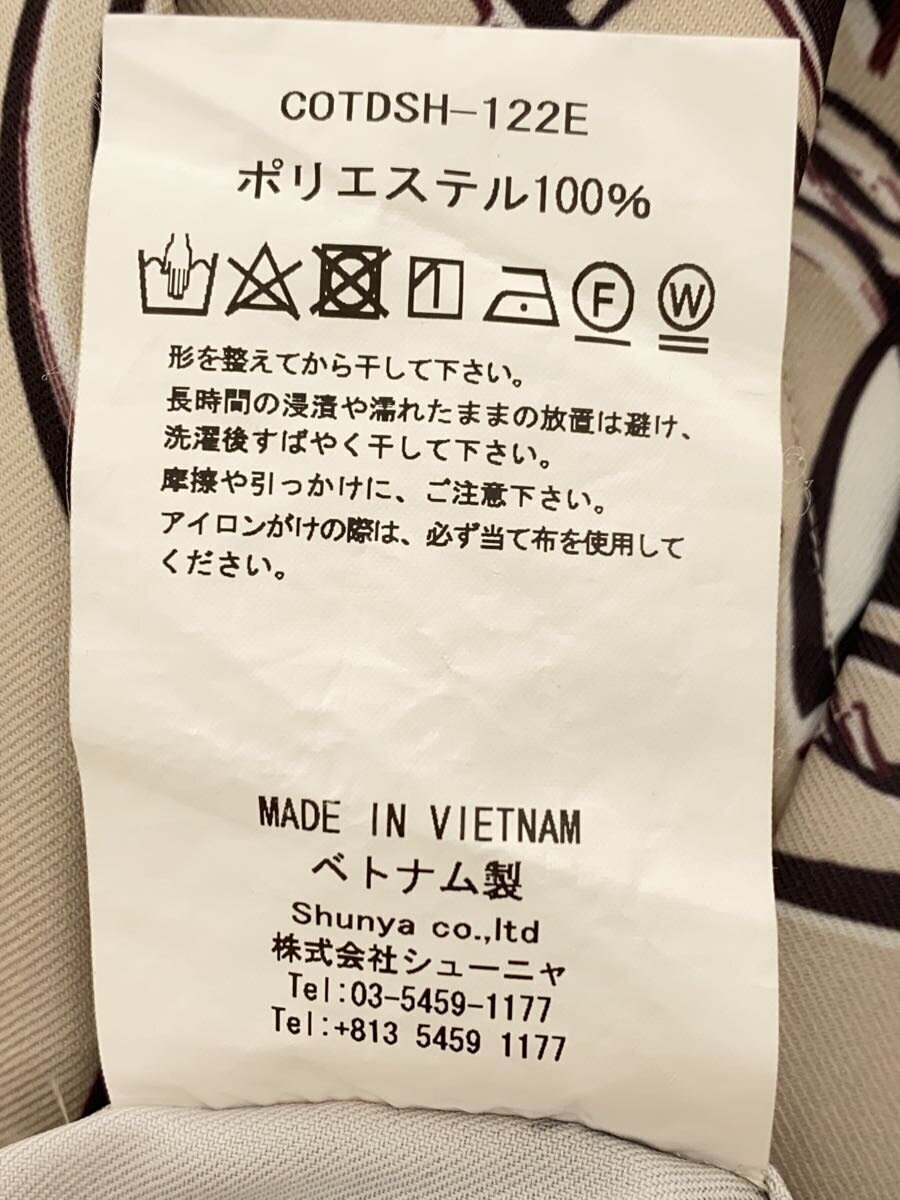 COTDSH-122E
ポリエステル100%
F W
形を整えてから干して下さい。
長時間の浸漬や濡れたままの放置は避け、
洗濯後すばやく干して下さい。
摩擦や引っかけに、ご注意下さい。
アイロンがけの際は、必ず当て布を使用して
ください。
MADE IN VIETNAM
ベトナム製
Shunya co.,ltd
株式会社シューニャ
Tel:03-5459-1177
Tel:+813 5459 1177